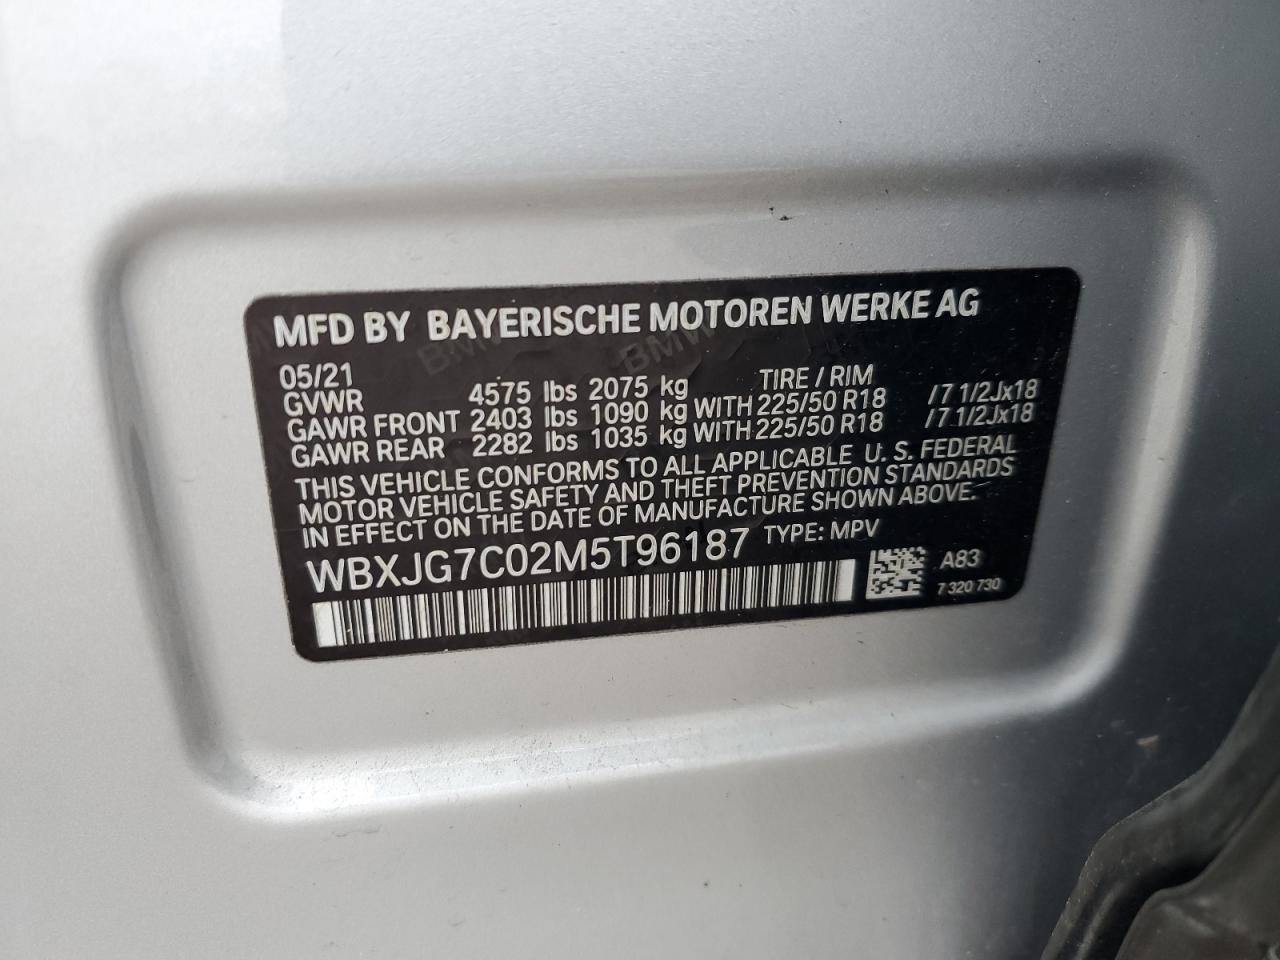 MFD BY BAYERISCHE MOTOREN WERKE AG
05/21 TIRE / RIM
GVWR 4575 lbs 2075 kg
GAWR FRONT 2403 lbs 1090 kg WITH 225/50 R18 /7 1/2Jx18
GAWR REAR 2282 lbs 1035 kg WITH 225/50 R18 /7 1/2Jx18
THIS VEHICLE CONFORMS TO ALL APPLICABLE U. S. FEDERAL
MOTOR VEHICLE SAFETY AND THEFT PREVENTION STANDARDS
IN EFFECT ON THE DATE OF MANUFACTURE SHOWN ABOVE.
WBXJG7C02M5T96187 TYPE: MPV
A83
7 320 730